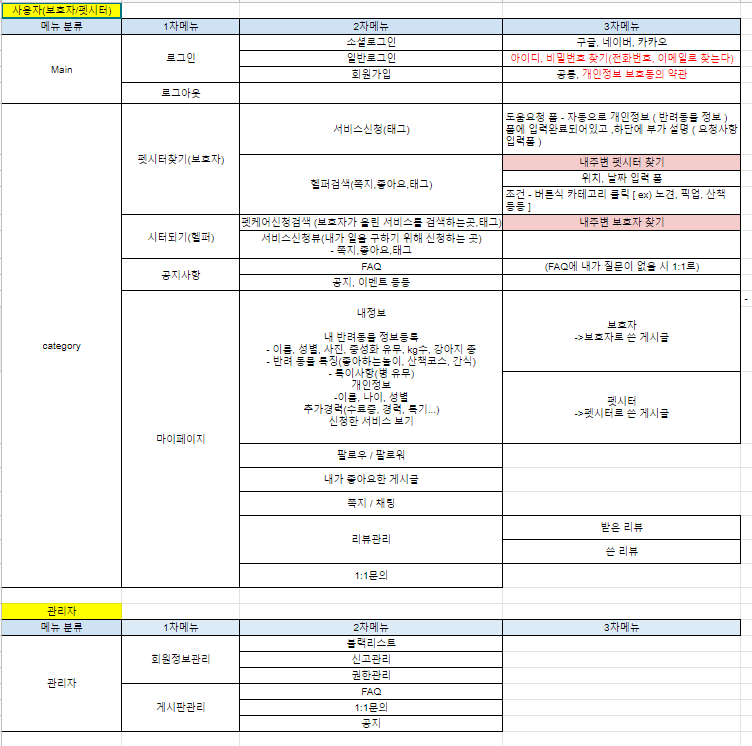 사용자(보호자/펫시터)
메뉴 분류 1차메뉴 2차메뉴 3차메뉴
Main
로그인
소셜로그인 구글, 네이버, 카카오
일반로그인 아이디, 비밀번호 찾기(전화번호, 이메일로 찾는다)
회원가입 공통, 개인정보 보호동의 약관
로그아웃
category
펫시터찾기(보호자)
서비스신청(태그)
도움요청 폼 - 자동으로 개인정보 ( 반려동물 정보 )
폼에 입력완료되어있고 ,하단에 부가 설명 ( 요청사항
입력폼 )
헬퍼검색(쪽지,좋아요,태그)
내주변 펫시터 찾기
위치, 날짜 입력 폼
조건 - 버튼식 카테고리 클릭 [ ex) 노견, 픽업, 산책
등등 ]
시터되기(헬퍼)
펫케어신청검색 (보호자가 올린 서비스를 검색하는곳,태그) 내주변 보호자 찾기
서비스신청뷰(내가 일을 구하기 위해 신청하는 곳)
- 쪽지,좋아요,태그
공지사항
FAQ (FAQ에 내가 질문이 없을 시 1:1로)
공지, 이벤트 등등
마이페이지
내정보
내 반려동물 정보등록
- 이름, 성별, 사진, 중성화 유무, kg수, 강아지 종
- 반려 동물 특징(좋아하는놀이, 산책코스, 간식)
- 특이사항(병 유무)
개인정보
-이름, 나이, 성별
추가경력(수료증, 경력, 특기...)
신청한 서비스 보기
보호자
->보호자로 쓴 게시글
펫시터
->펫시터로 쓴 게시글
-
팔로우 / 팔로워
내가 좋아요한 게시글
쪽지 / 채팅
리뷰관리
받은 리뷰
쓴 리뷰
1:1문의
관리자
메뉴 분류 1차메뉴 2차메뉴 3차메뉴
관리자
회원정보관리
블랙리스트
신고관리
권한관리
게시판관리
FAQ
1:1문의
공지